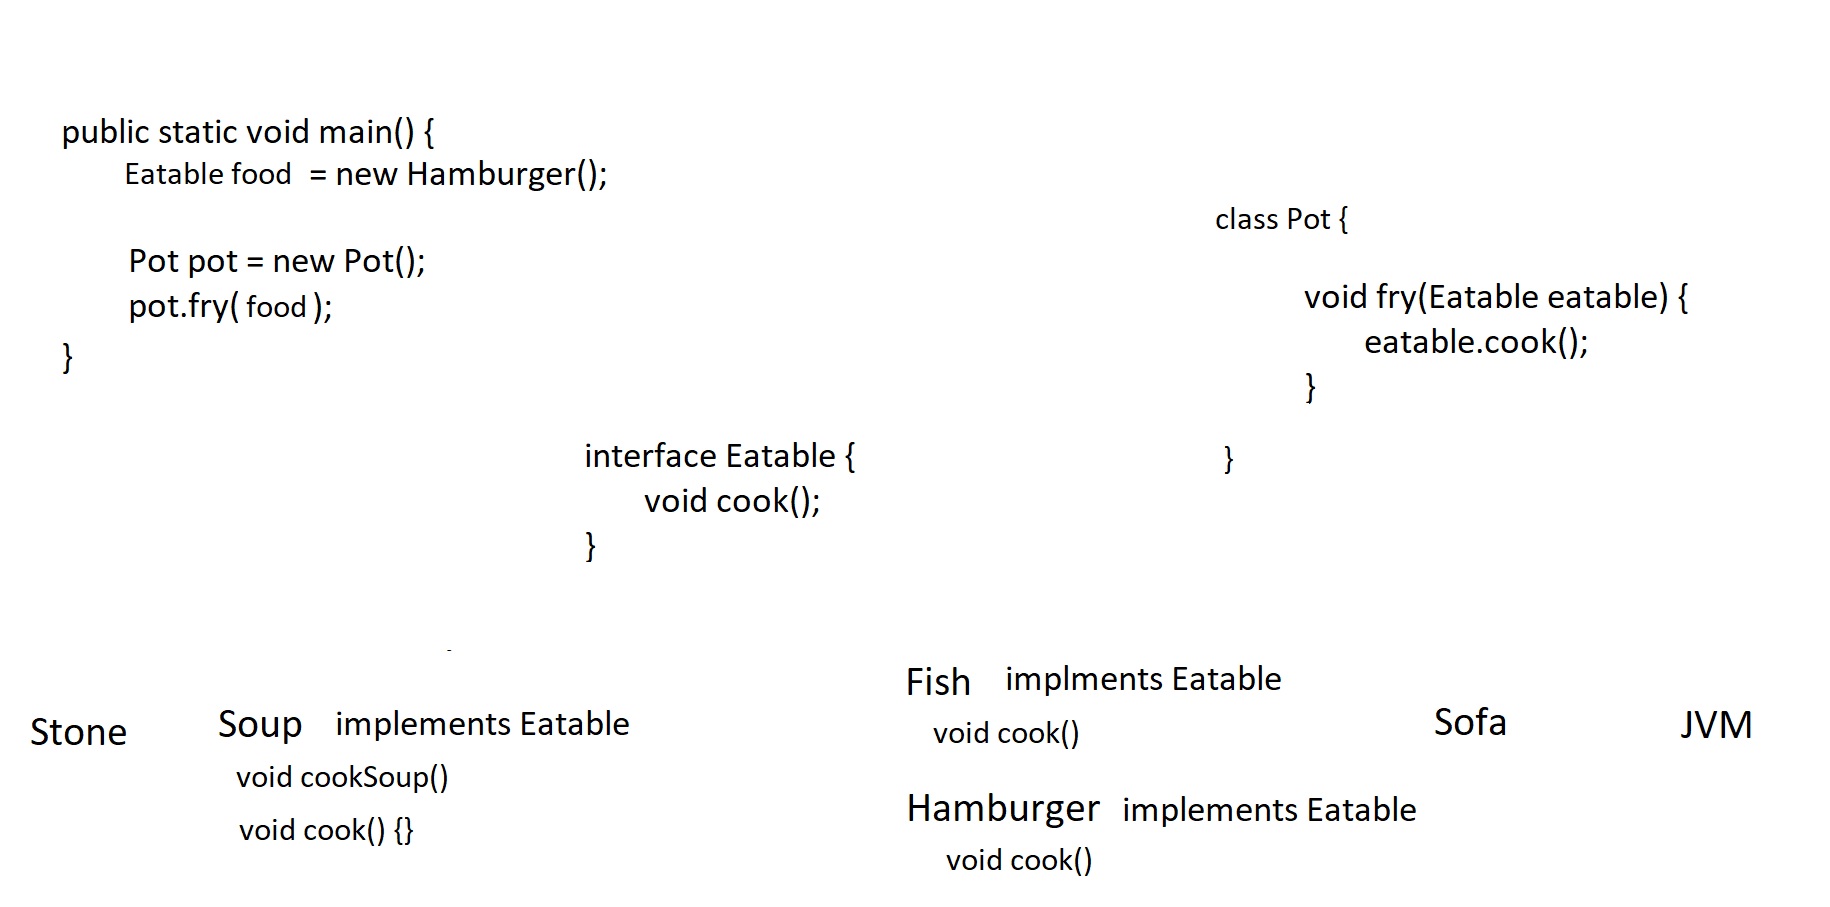 public static void main() {
Eatable food = new Hamburger();
Pot pot = new Pot();
pot.fry( food );
}
class Pot {
void fry(Eatable eatable) {
eatable.cook();
}
}
interface Eatable {
void cook();
}
Stone
Soup implements Eatable
void cookSoup()
void cook() {}
Fish implments Eatable
void cook()
Hamburger implements Eatable
void cook()
Sofa
JVM